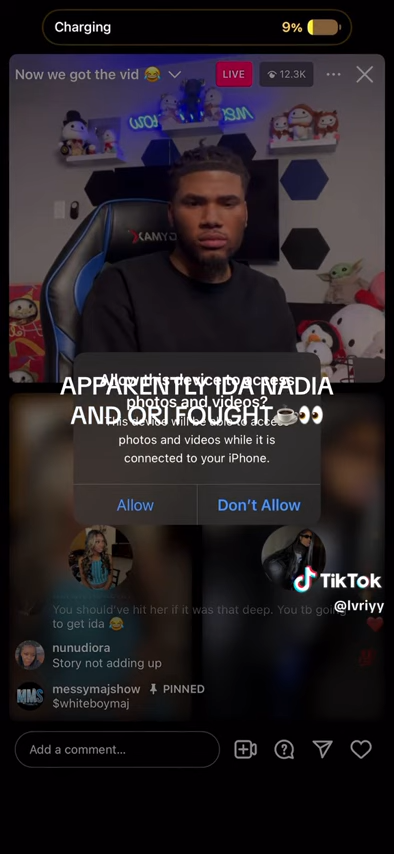 Charging 9%
Now we got the vid 😂 LIVE 12.3K
Allow this device to access
APPARENTLY IDA NADIA
photos and videos?
AND ORI FOUGHT☕👀
This device will be able to access
photos and videos while it is
connected to your iPhone.
Allow Don't Allow
TikTok
@lvriyy
You should've hit her if it was that deep. You tb going
to get ida 😂
nunudiora
Story not adding up
MMS messymajshow PINNED
$whiteboymaj
Add a comment...